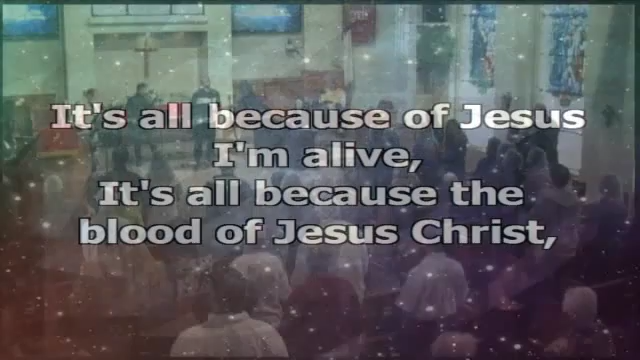 It's all because of Jesus
I'm alive,
It's all because the
blood of Jesus Christ,